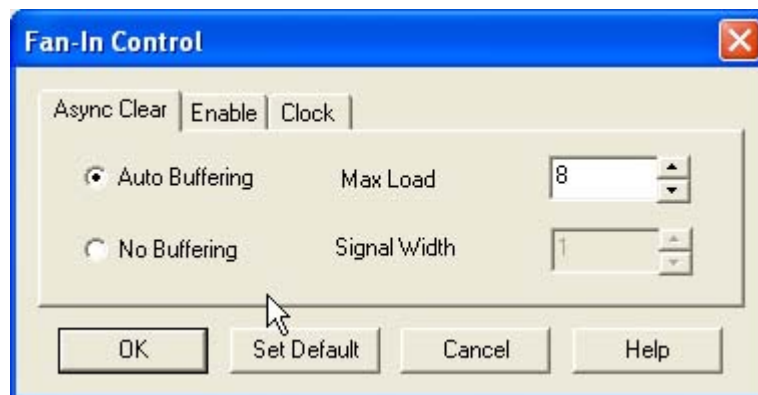 Fan-In Control
Async Clear Enable Clock
Auto Buffering Max Load 8
No Buffering Signal Width 1
OK Set Default Cancel Help